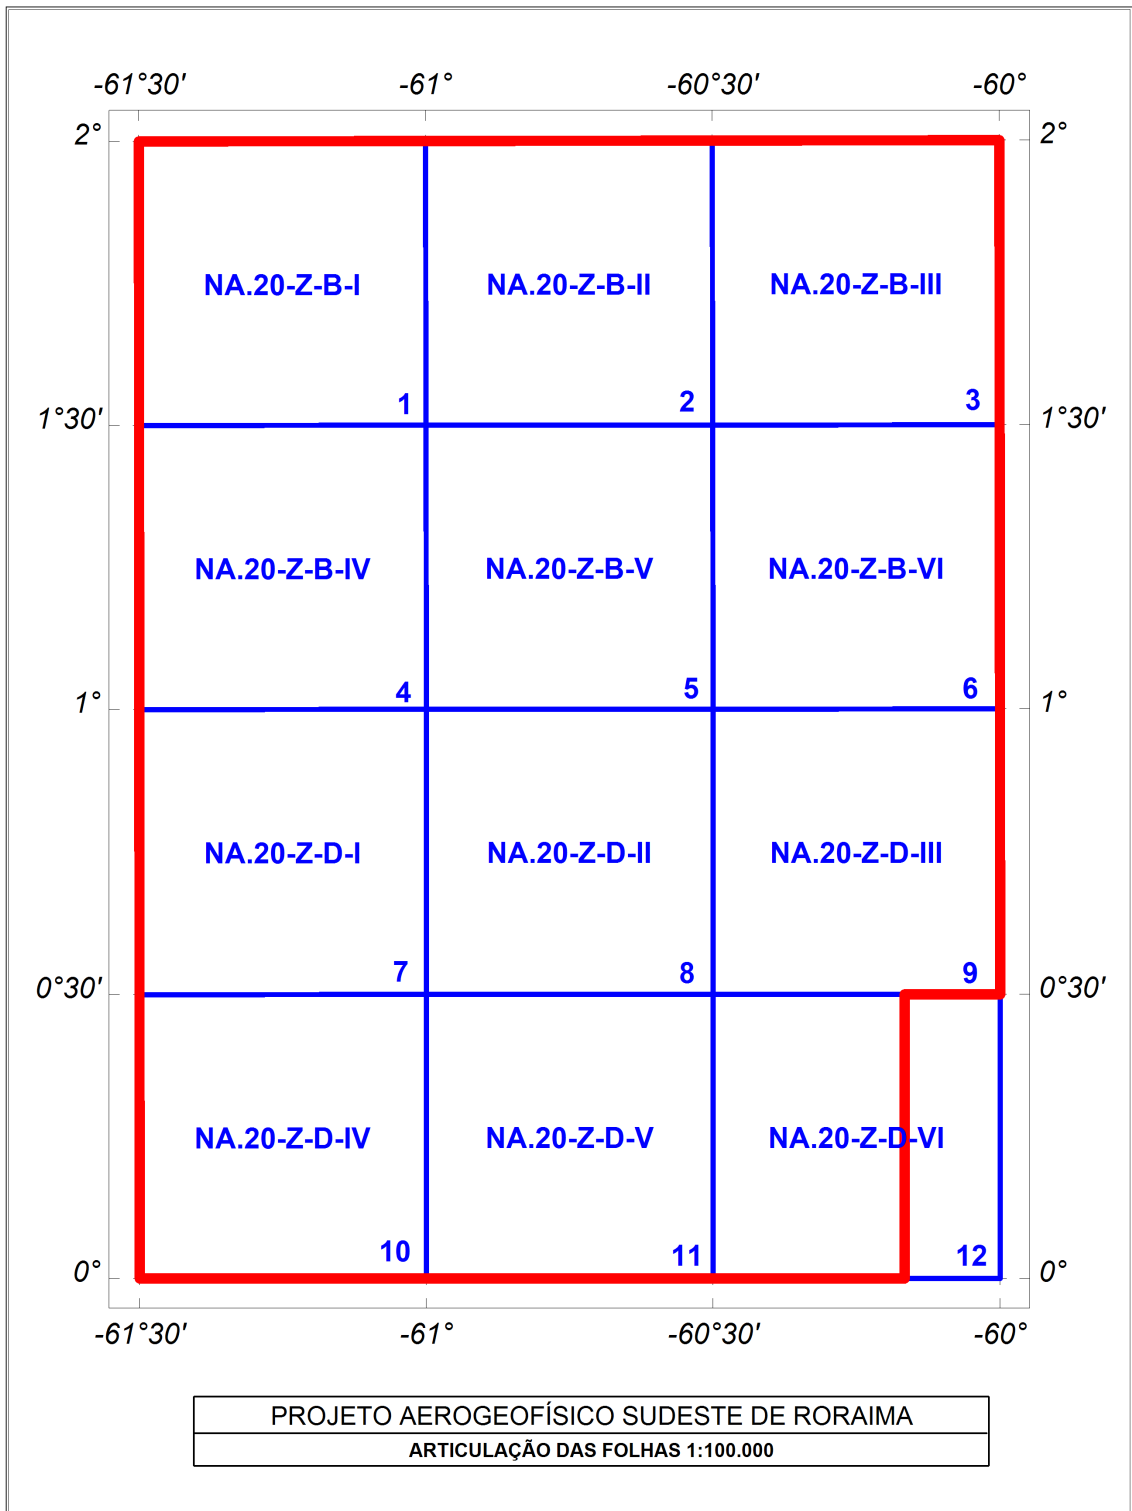 -61°30' -61° -60°30' -60°
2° 2°
NA.20-Z-B-I NA.20-Z-B-II NA.20-Z-B-III
1 2 3
1°30' 1°30'
NA.20-Z-B-IV NA.20-Z-B-V NA.20-Z-B-VI
4 5 6
1° 1°
NA.20-Z-D-I NA.20-Z-D-II NA.20-Z-D-III
7 8 9
0°30' 0°30'
NA.20-Z-D-IV NA.20-Z-D-V NA.20-Z-D-VI
10 11 12
0° 0°
-61°30' -61° -60°30' -60°
PROJETO AEROGEOFÍSICO SUDESTE DE RORAIMA
ARTICULAÇÃO DAS FOLHAS 1:100.000